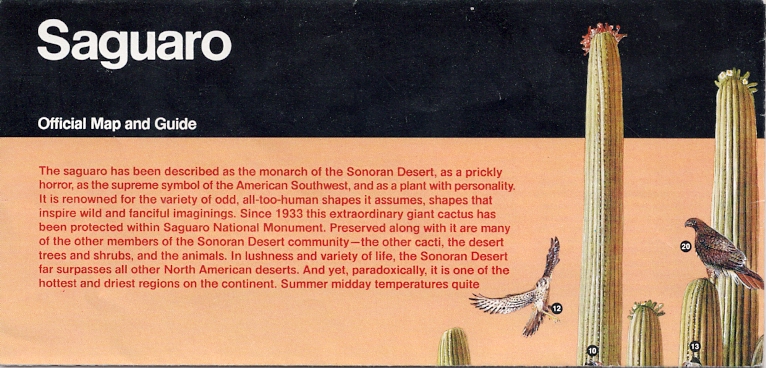 Saguaro
Official Map and Guide
The saguaro has been described as the monarch of the Sonoran Desert, as a prickly
horror, as the supreme symbol of the American Southwest, and as a plant with personality.
It is renowned for the variety of odd, all-too-human shapes it assumes, shapes that
inspire wild and fanciful imaginings. Since 1933 this extraordinary giant cactus has
been protected within Saguaro National Monument. Preserved along with it are many
of the other members of the Sonoran Desert community—the other cacti, the desert
trees and shrubs, and the animals. In lushness and variety of life, the Sonoran Desert
far surpasses all other North American deserts. And yet, paradoxically, it is one of the
hottest and driest regions on the continent. Summer midday temperatures quite
20
12
10
13